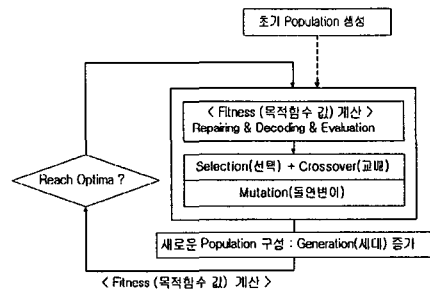 초기 Population 생성
< Fitness (목적함수 값) 계산 >
Repairing & Decoding & Evaluation
Selection(선택) + Crossover(교배)
Mutation(돌연변이)
Reach Optima ?
새로운 Population 구성 : Generation(세대) 증가
< Fitness (목적함수 값) 계산 >